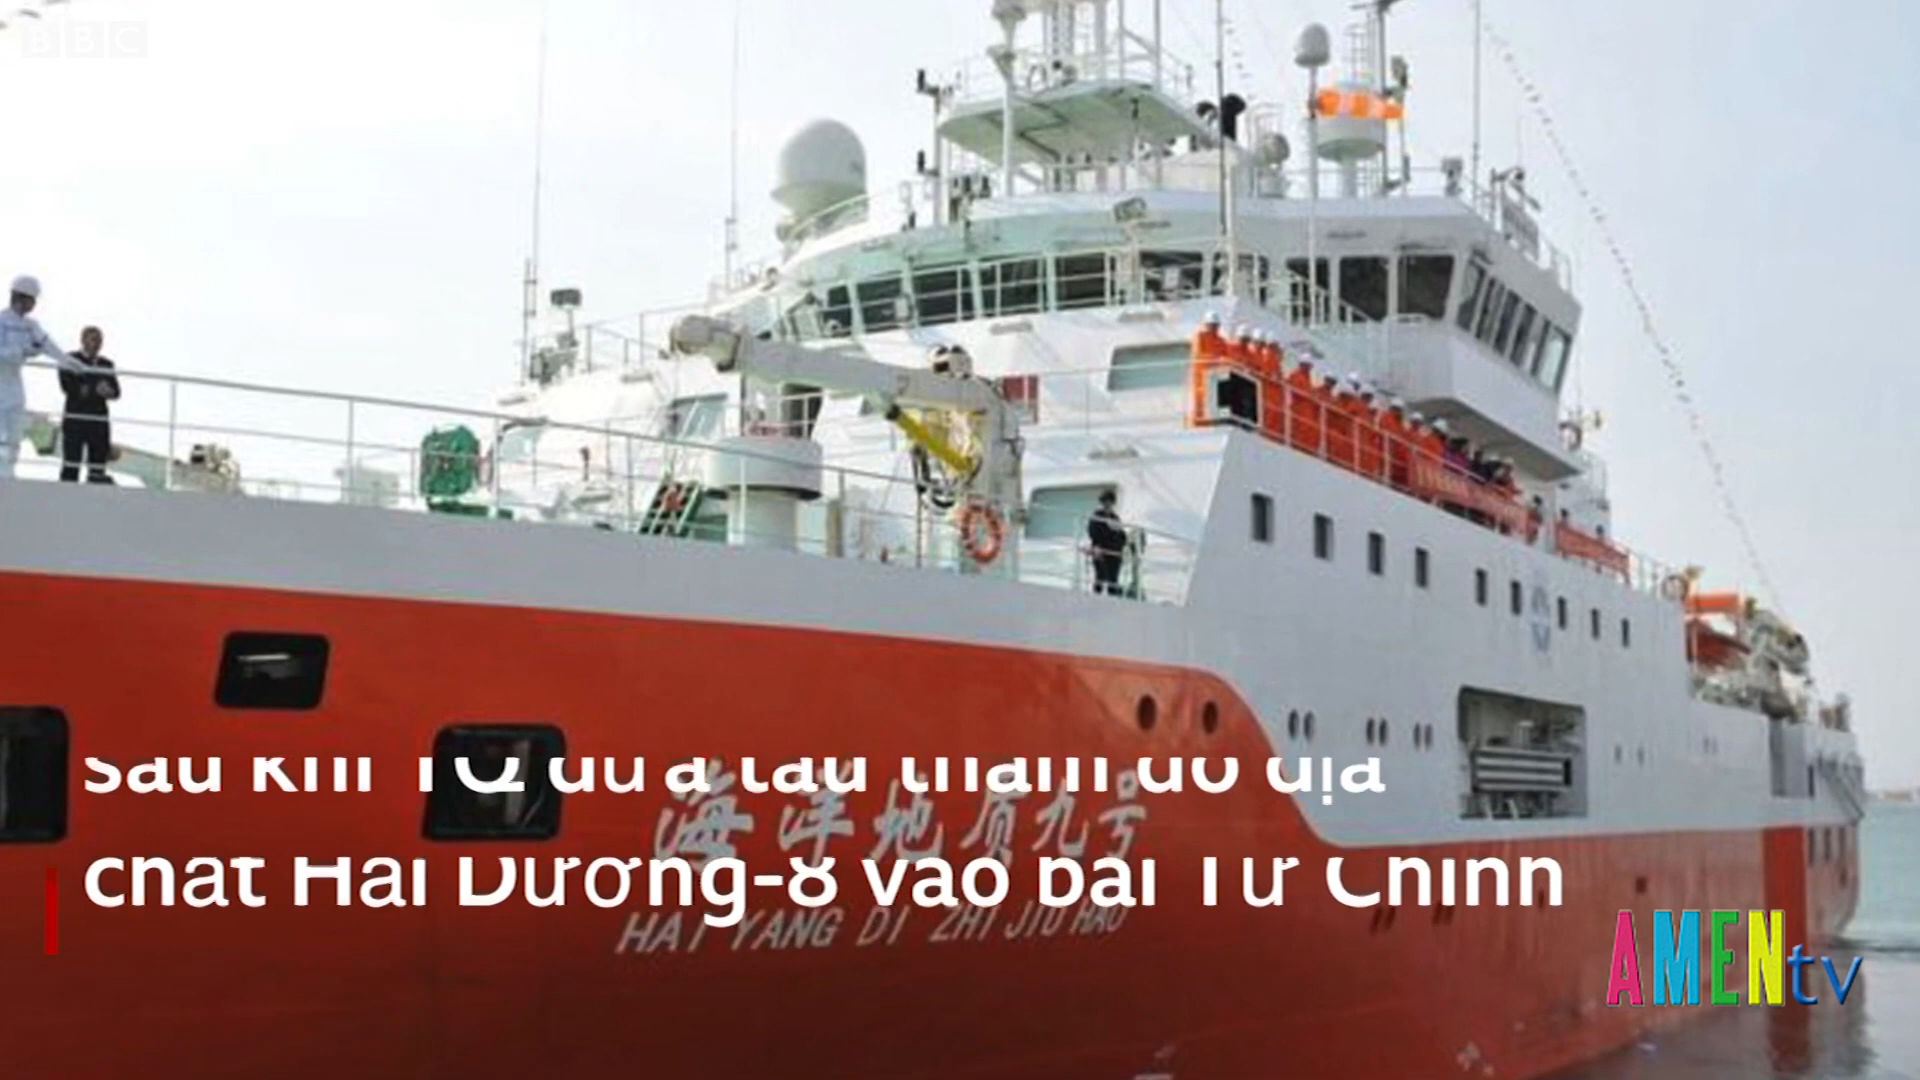 BBC
sau khi TQ đưa tàu thăm dò địa
chất Hải Dương-8 vào bãi Tư Chính
海洋地质九号
HAI YANG DI ZHI JIU HAO
AMENtv